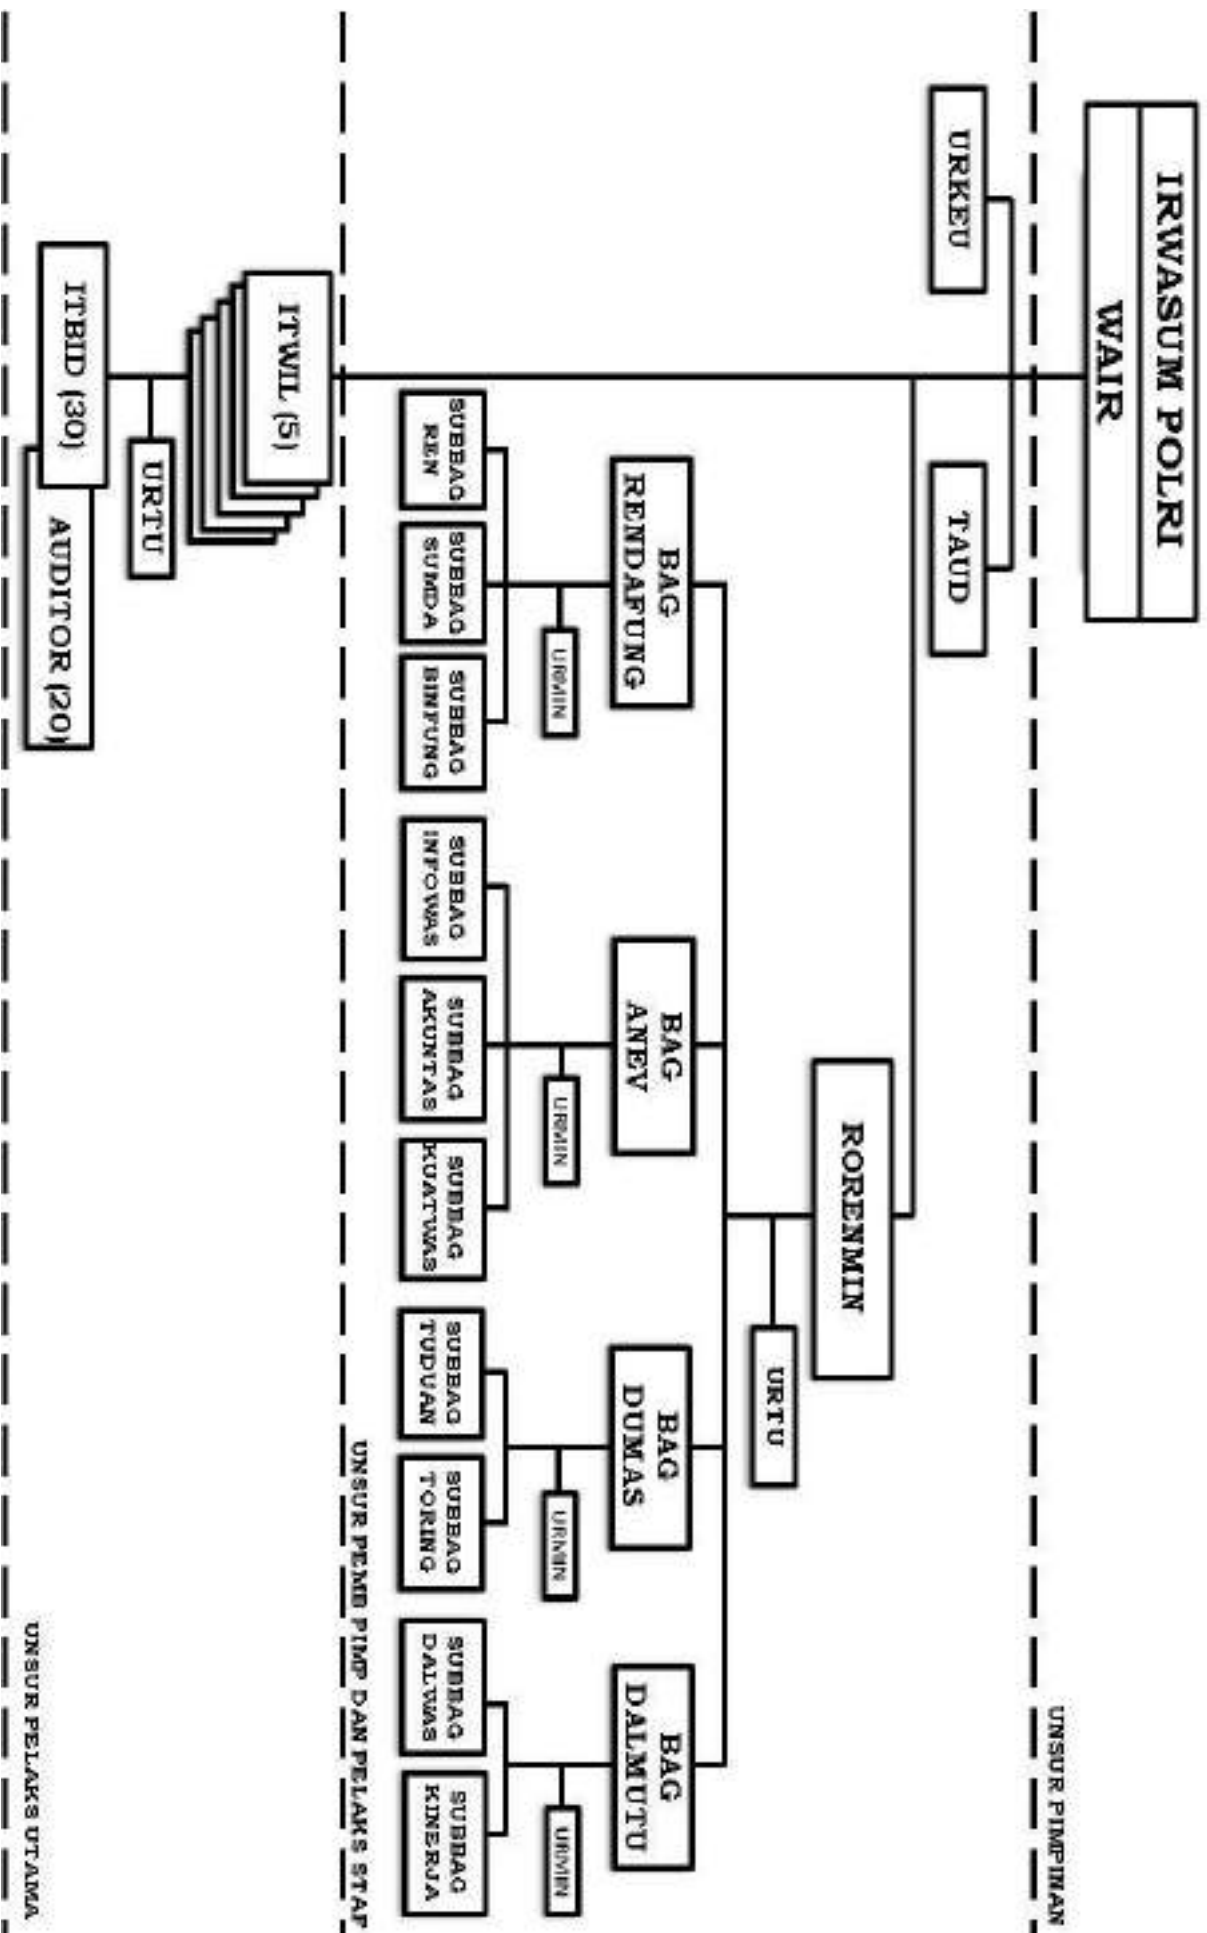 IRWASUM POLRI
WAIR
UNSUR PIMPINAN
URKEU
TAUD
RORENMIN
URTU
BAG
RENDAFUNG
BAG
ANEV
BAG
DUMAS
BAG
DALMUTU
URMIN
URMIN
URMIN
URMIN
SUBBAG
REN
SUBBAG
SUMDA
SUBBAG
BINFUNG
SUBBAG
INFOWAS
SUBBAG
AKUNTAS
SUBBAG
KUATWAS
SUBBAG
TUDUAN
SUBBAG
TORING
SUBBAG
DALWAS
SUBBAG
KINERJA
UNSUR PEMB PIMP DAN PELAKS STAF
ITWIL (5)
URTU
ITBID (30)
AUDITOR (20)
UNSUR PELAKS UTAMA